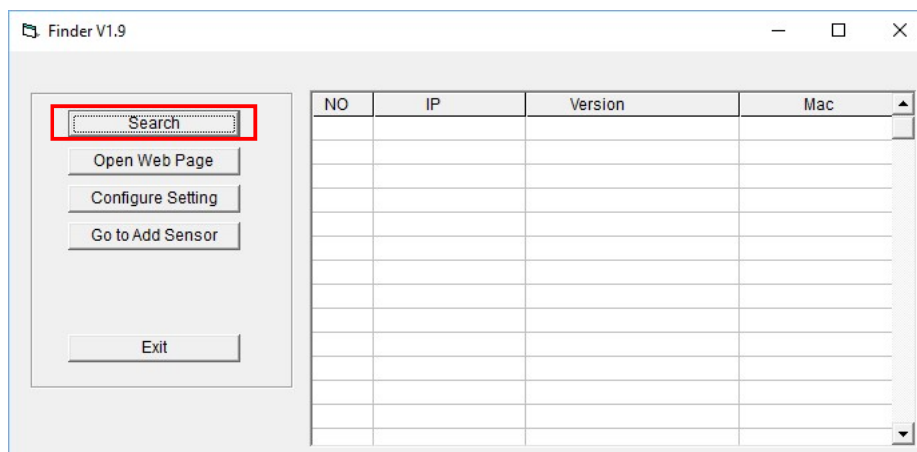 Finder V1.9
Search
Open Web Page
Configure Setting
Go to Add Sensor
Exit
NO IP Version Mac